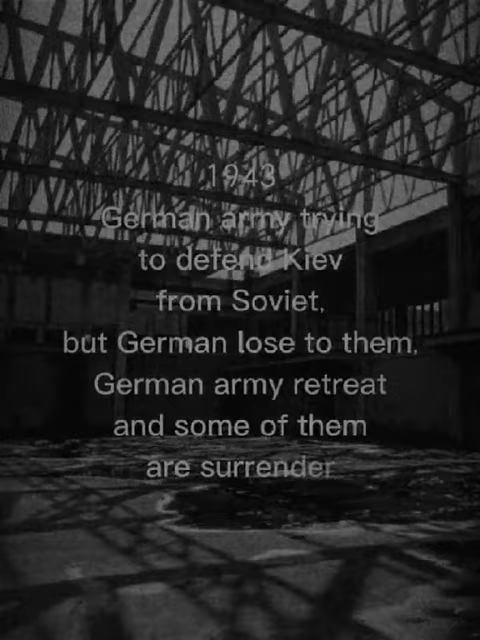 1943
German army trying
to defend Kiev
from Soviet,
but German lose to them,
German army retreat
and some of them
are surrender